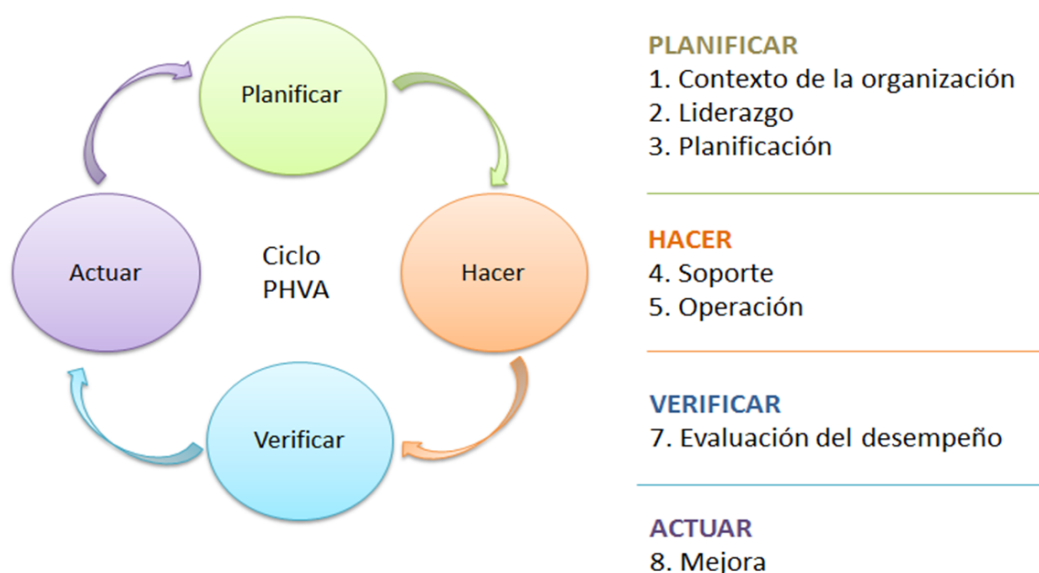 Planificar
Actuar
Ciclo
PHVA
Hacer
Verificar
PLANIFICAR
1. Contexto de la organización
2. Liderazgo
3. Planificación
HACER
4. Soporte
5. Operación
VERIFICAR
7. Evaluación del desempeño
ACTUAR
8. Mejora